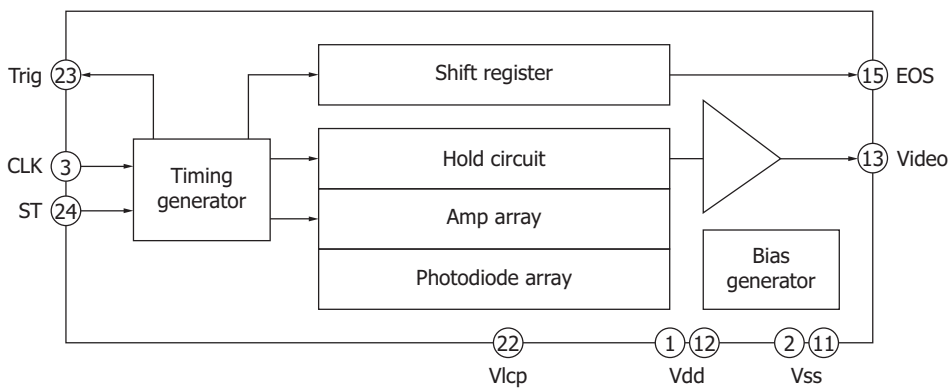 Shift register
Trig 23
15 EOS
Hold circuit
CLK 3
13 Video
Timing
generator
ST 24
Amp array
Bias
generator
Photodiode array
22
1 12
2 11
Vlcp
Vdd
Vss